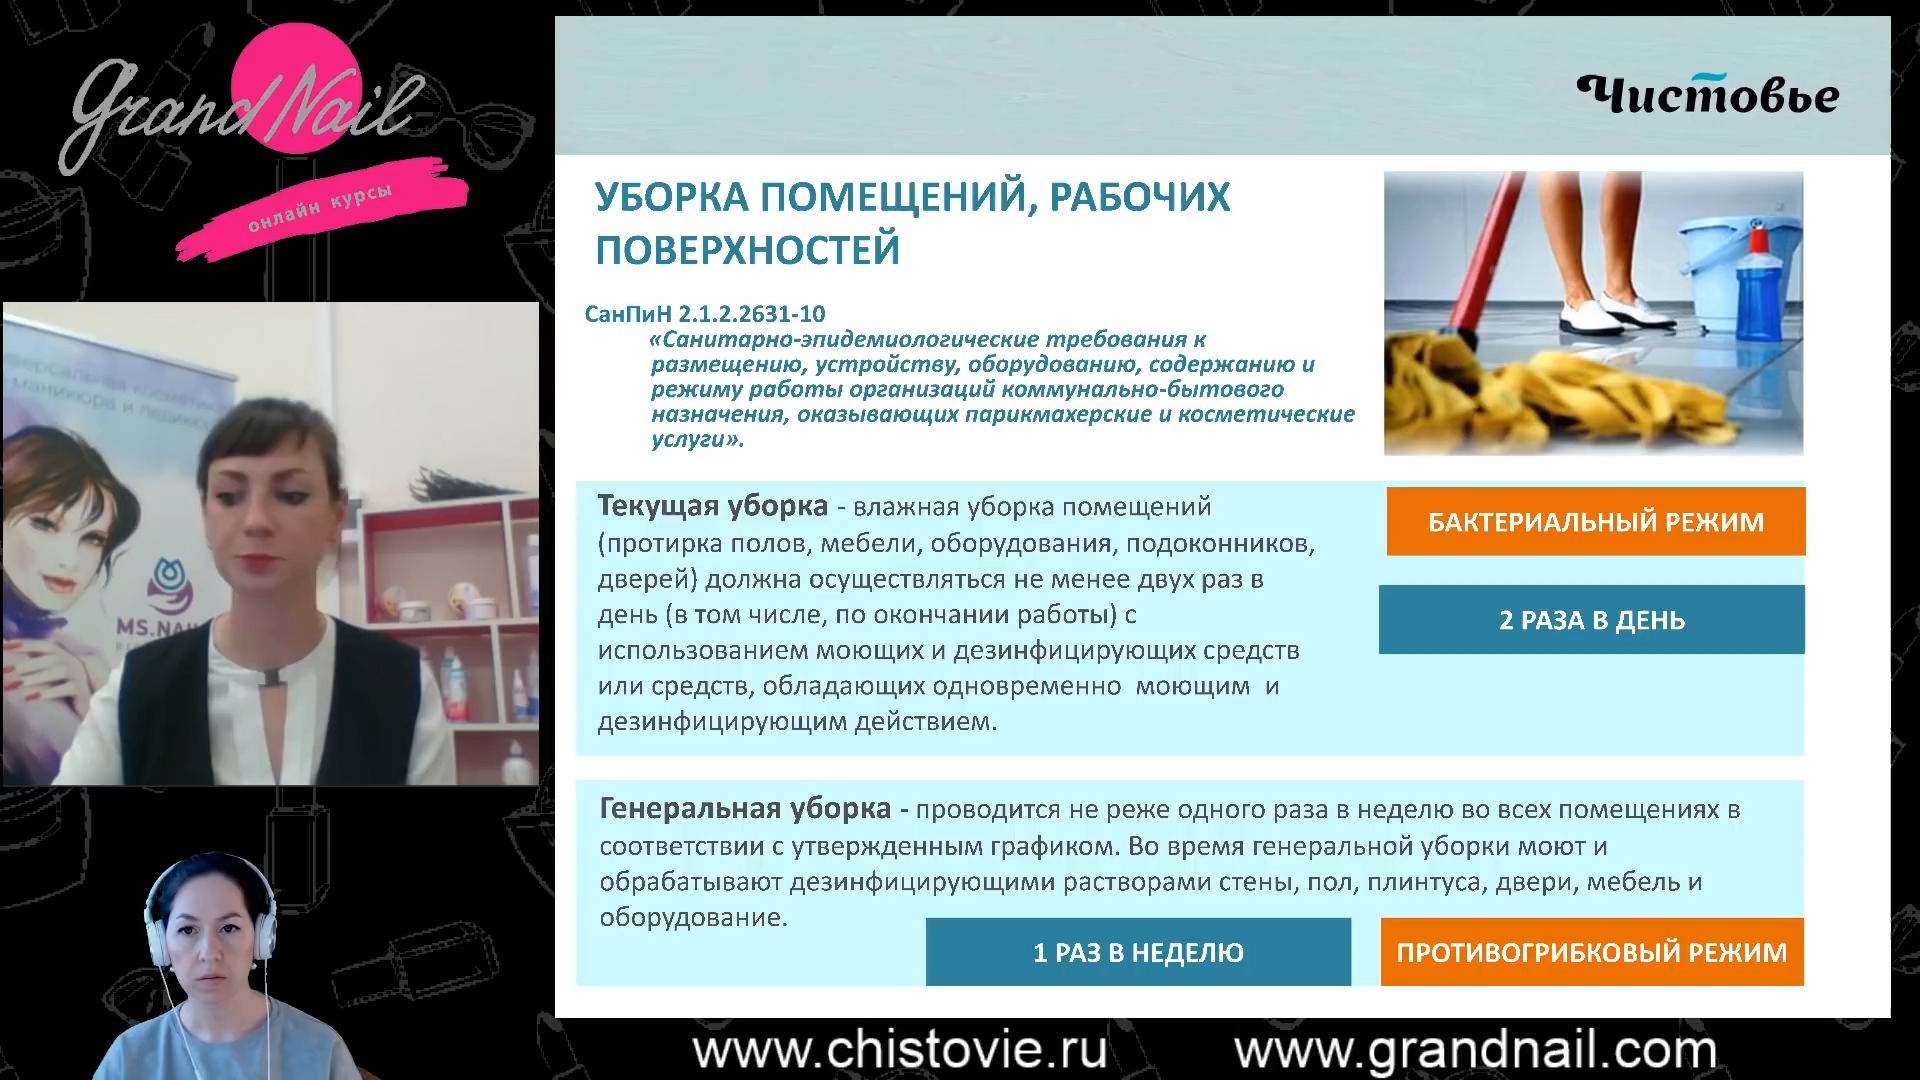 Grand Nail
онлайн курсы
Чистовье
УБОРКА ПОМЕЩЕНИЙ, РАБОЧИХ
ПОВЕРХНОСТЕЙ
СанПиН 2.1.2.2631-10
«Санитарно-эпидемиологические требования к
размещению, устройству, оборудованию, содержанию и
режиму работы организаций коммунально-бытового
назначения, оказывающих парикмахерские и косметические
услуги».
Текущая уборка - влажная уборка помещений
(протирка полов, мебели, оборудования, подоконников,
дверей) должна осуществляться не менее двух раз в
день (в том числе, по окончании работы) с
использованием моющих и дезинфицирующих средств
или средств, обладающих одновременно моющим и
дезинфицирующим действием.
БАКТЕРИАЛЬНЫЙ РЕЖИМ
2 РАЗА В ДЕНЬ
Генеральная уборка - проводится не реже одного раза в неделю во всех помещениях в
соответствии с утвержденным графиком. Во время генеральной уборки моют и
обрабатывают дезинфицирующими растворами стены, пол, плинтуса, двери, мебель и
оборудование.
1 РАЗ В НЕДЕЛЮ
ПРОТИВОГРИБКОВЫЙ РЕЖИМ
маникюра и
MS.NAI
www.chistovie.ru
www.grandnail.com